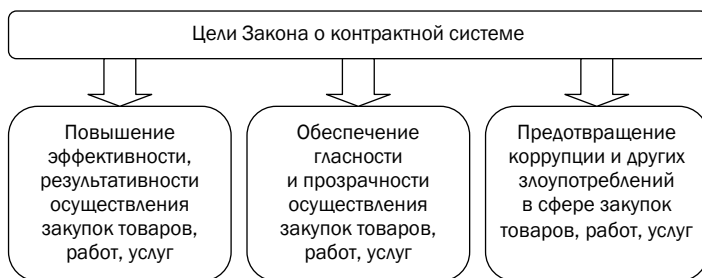 Цели Закона о контрактной системе
Повышение
эффективности,
результативности
осуществления
закупок товаров,
работ, услуг
Обеспечение
гласности
и прозрачности
осуществления
закупок товаров,
работ, услуг
Предотвращение
коррупции и других
злоупотреблений
в сфере закупок
товаров, работ, услуг